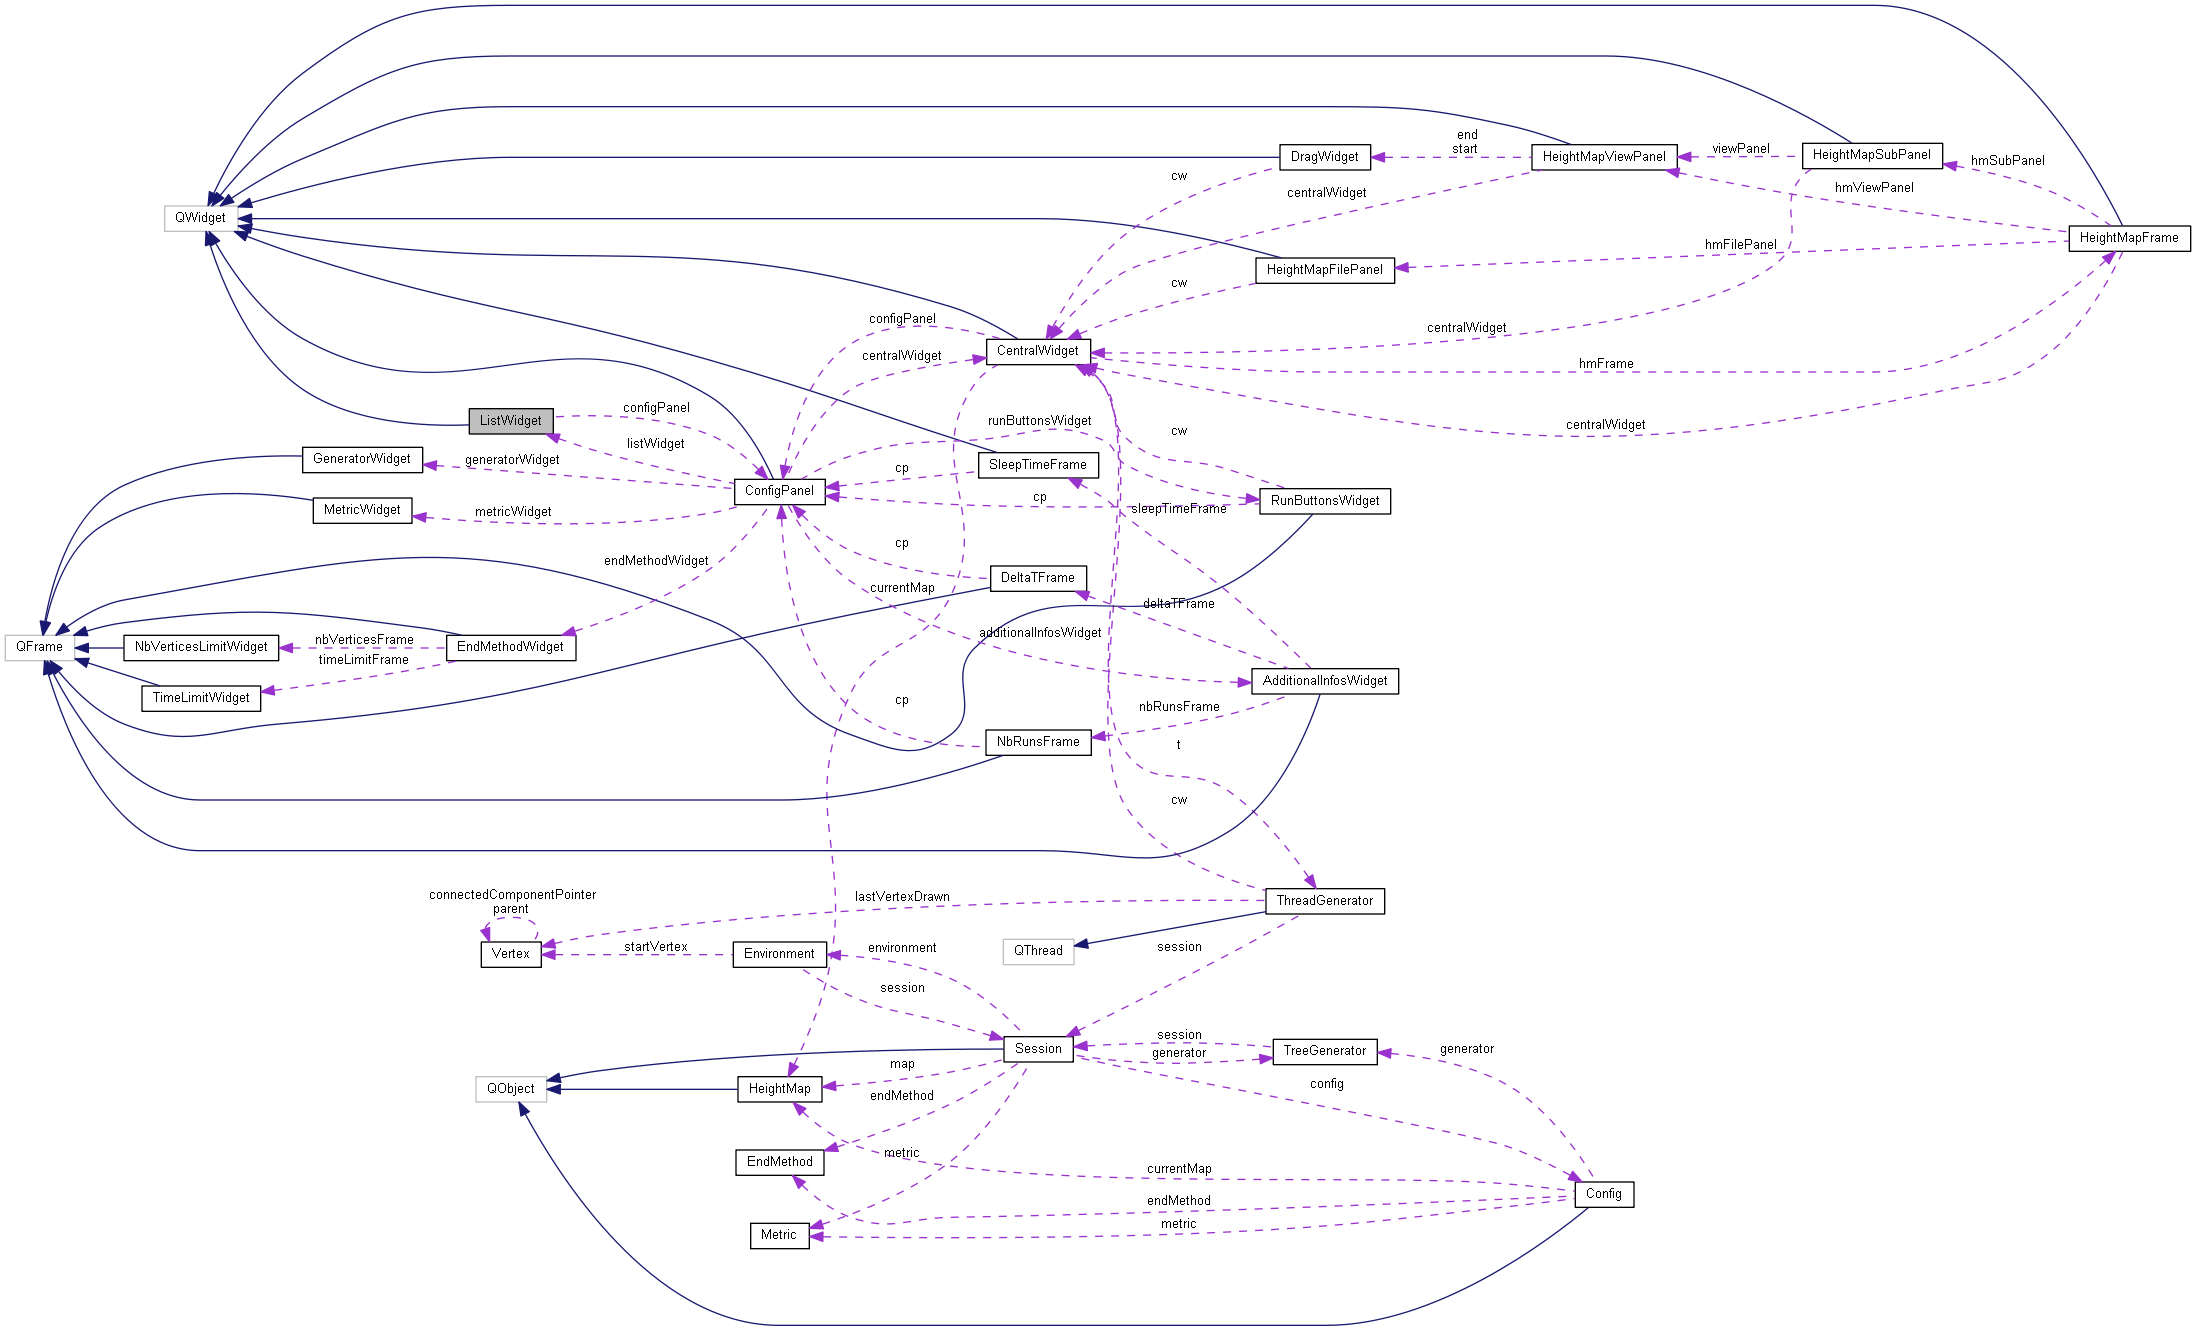 end
start
DragWidget
HeightMapViewPanel
viewPanel
HeightMapSubPanel
hmSubPanel
cw
centralWidget
hmViewPanel
QWidget
hmFilePanel
HeightMapFrame
HeightMapFilePanel
cw
configPanel
centralWidget
centralWidget
CentralWidget
hmFrame
configPanel
ListWidget
runButtonsWidget
cw
centralWidget
listWidget
generatorWidget
GeneratorWidget
cp
SleepTimeFrame
ConfigPanel
cp
RunButtonsWidget
MetricWidget
metricWidget
sleepTimeFrame
endMethodWidget
cp
DeltaTFrame
currentMap
deltaTFrame
additionalInfosWidget
QFrame
NbVerticesLimitWidget
nbVerticesFrame
timeLimitFrame
EndMethodWidget
AdditionalInfosWidget
TimeLimitWidget
cp
nbRunsFrame
NbRunsFrame
t
cw
connectedComponentPointer
parent
lastVertexDrawn
ThreadGenerator
Vertex
startVertex
Environment
environment
QThread
session
session
Session
session
generator
TreeGenerator
generator
QObject
HeightMap
map
endMethod
config
EndMethod
metric
currentMap
Config
endMethod
metric
Metric